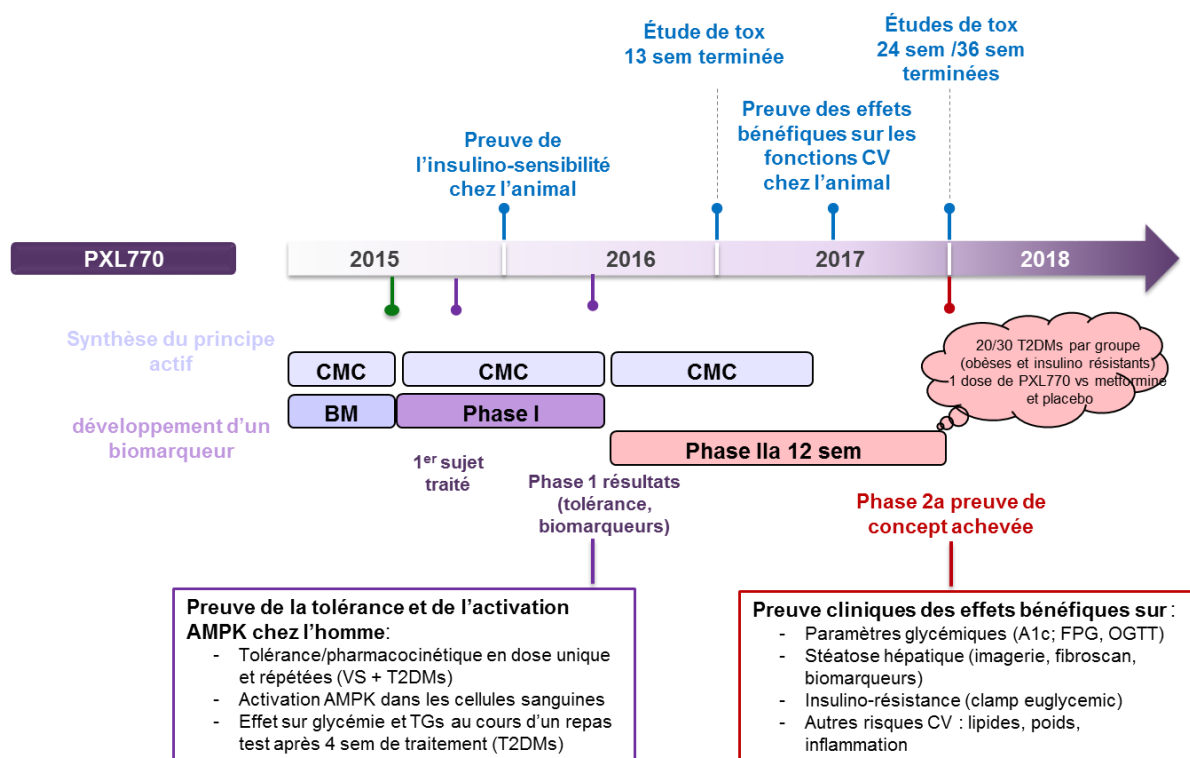 Étude de tox
13 sem terminée
Études de tox
24 sem /36 sem
terminées
Preuve de
l'insulino-sensibilité
chez l'animal
Preuve des effets
bénéfiques sur les
fonctions CV
chez l'animal
PXL770
2015
2016
2017
2018
Synthèse du principe
actif
CMC
CMC
CMC
20/30 T2DMs par groupe
(obèses et insulino résistants)
1 dose de PXL770 vs metformine
et placebo
développement d'un
biomarqueur
BM
Phase I
Phase IIa 12 sem
1er sujet
traité
Phase 1 résultats
(tolérance,
biomarqueurs)
Phase 2a preuve de
concept achevée
Preuve de la tolérance et de l'activation
AMPK chez l'homme:
- Tolérance/pharmacocinétique en dose unique
et répétées (VS + T2DMs)
- Activation AMPK dans les cellules sanguines
- Effet sur glycémie et TGs au cours d'un repas
test après 4 sem de traitement (T2DMs)
Preuve cliniques des effets bénéfiques sur :
- Paramètres glycémiques (A1c; FPG, OGTT)
- Stéatose hépatique (imagerie, fibroscan,
biomarqueurs)
- Insulino-résistance (clamp euglycemic)
- Autres risques CV : lipides, poids,
inflammation